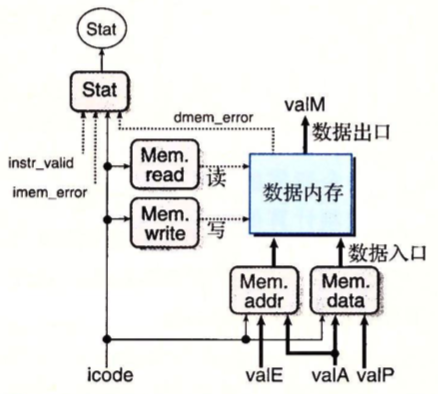 Stat
Stat
dmem_error
valM
数据出口
instr_valid
imem_error
Mem.
read
读
数据内存
Mem.
write
写
数据入口
Mem.
addr
Mem.
data
icode
valE
valA
valP